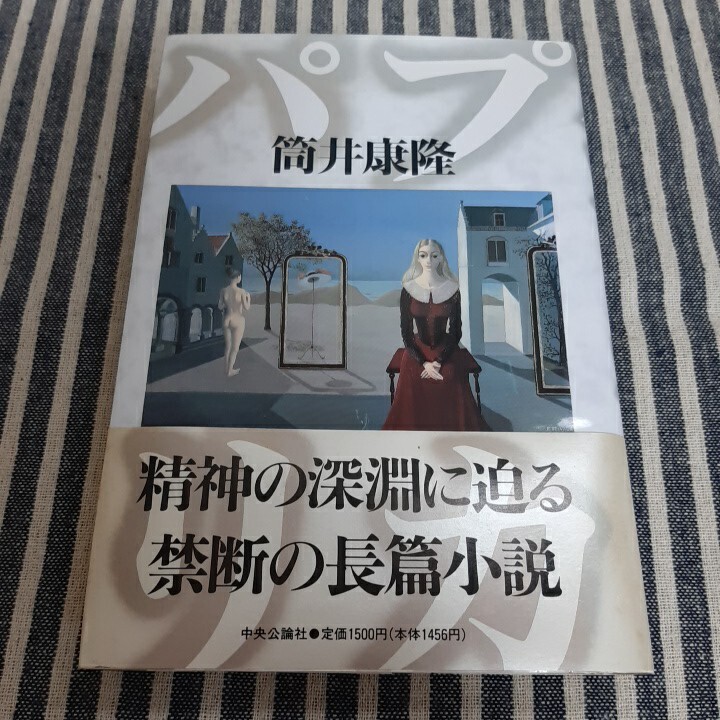 パプ
筒井康隆
リカ
精神の深淵に迫る
禁断の長篇小説
中央公論社●定価1500円(本体1456円)